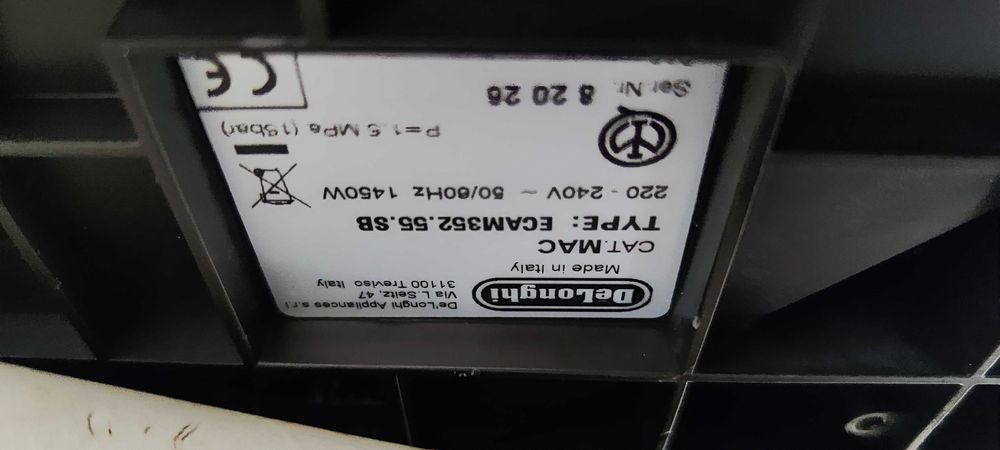 De'Longhi Appliances s.r.l.
Via L.Seitz, 47
31100 Treviso Italy
DeLonghi
Made in Italy
CAT.MAC
TYPE: ECAM352.55.SB
220 - 240V ~ 50/60Hz 1450W
P=1.5 MPa (15bar)
Ser.Nr. 8 20 26
CE